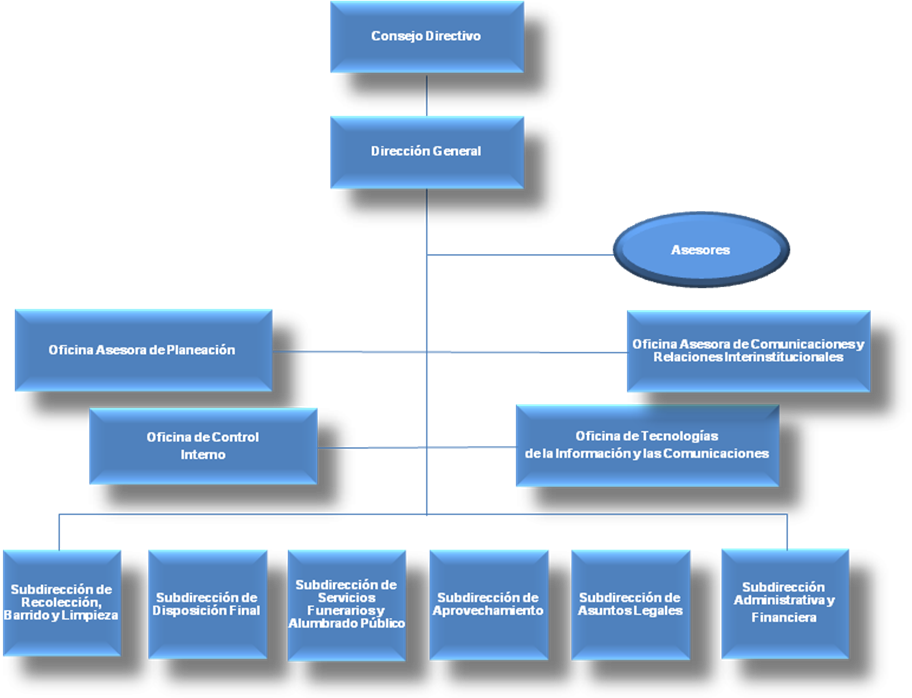 Consejo Directivo
Dirección General
Asesores
Oficina Asesora de Planeación
Oficina Asesora de Comunicaciones y
Relaciones Interinstitucionales
Oficina de Control
Interno
Oficina de Tecnologías
de la Información y las Comunicaciones
Subdirección de
Recolección,
Barrido y Limpieza
Subdirección de
Disposición Final
Subdirección de
Servicios
Funerarios y
Alumbrado Público
Subdirección de
Aprovechamiento
Subdirección de
Asuntos Legales
Subdirección
Administrativa y
Financiera